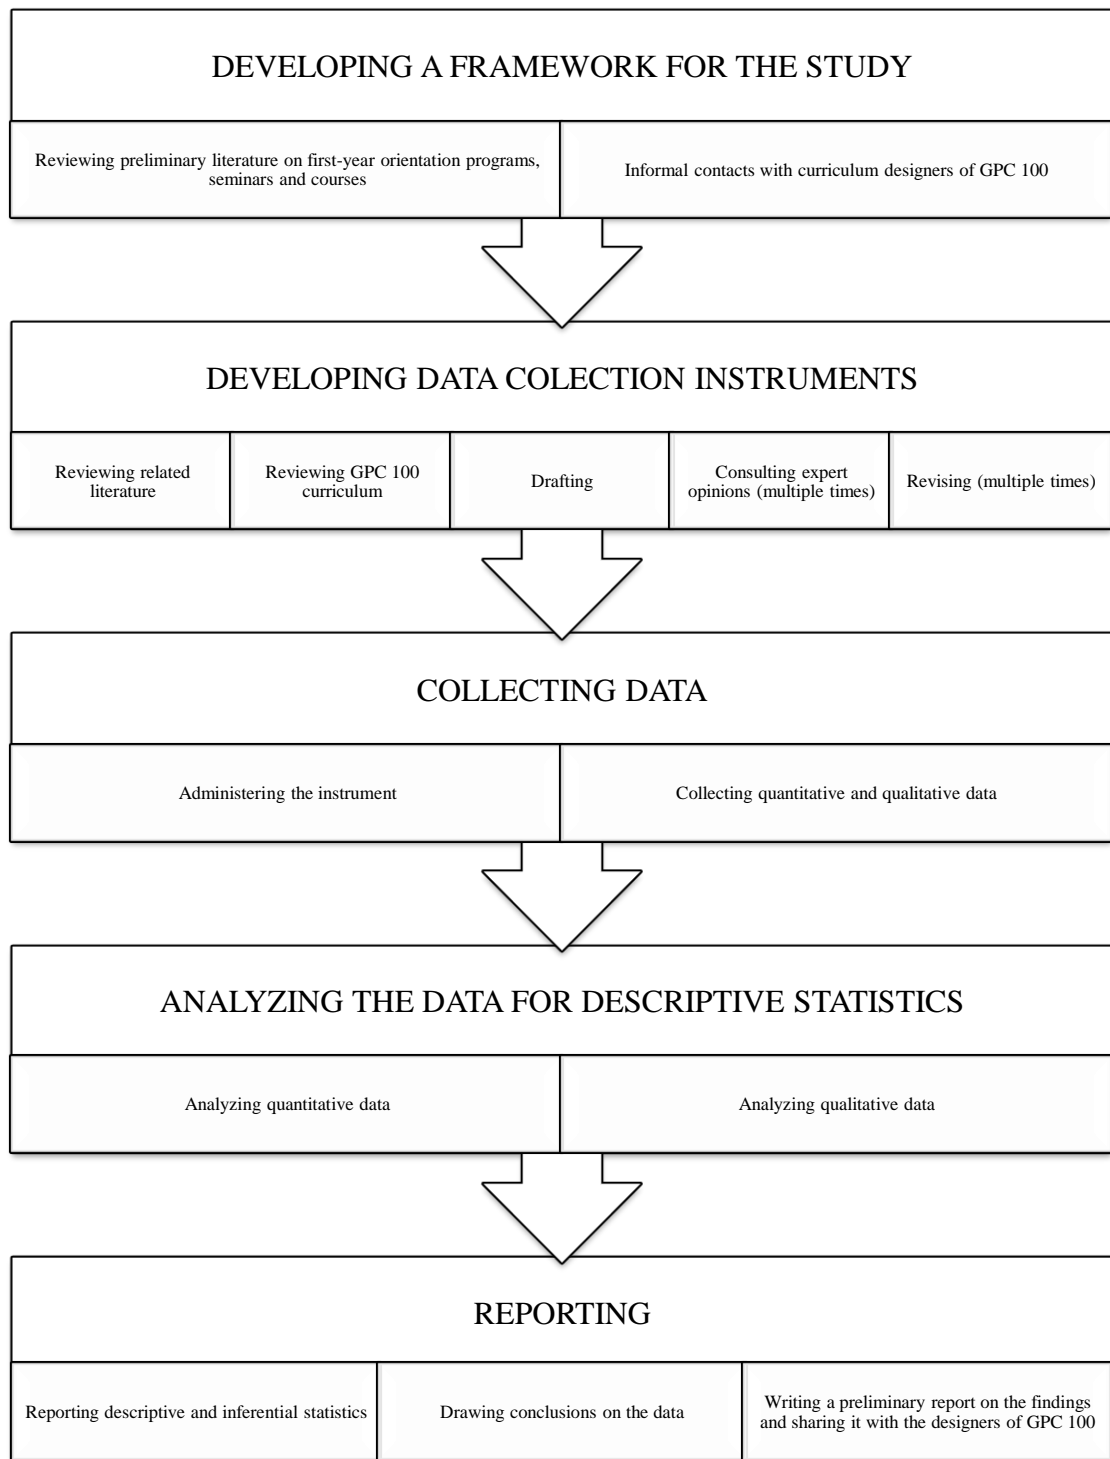 DEVELOPING A FRAMEWORK FOR THE STUDY
Reviewing preliminary literature on first-year orientation programs,
seminars and courses
Informal contacts with curriculum designers of GPC 100
DEVELOPING DATA COLECTION INSTRUMENTS
Reviewing related
literature
Reviewing GPC 100
curriculum
Drafting
Consulting expert
opinions (multiple times)
Revising (multiple times)
COLLECTING DATA
Administering the instrument
Collecting quantitative and qualitative data
ANALYZING THE DATA FOR DESCRIPTIVE STATISTICS
Analyzing quantitative data
Analyzing qualitative data
REPORTING
Reporting descriptive and inferential statistics
Drawing conclusions on the data
Writing a preliminary report on the findings
and sharing it with the designers of GPC 100